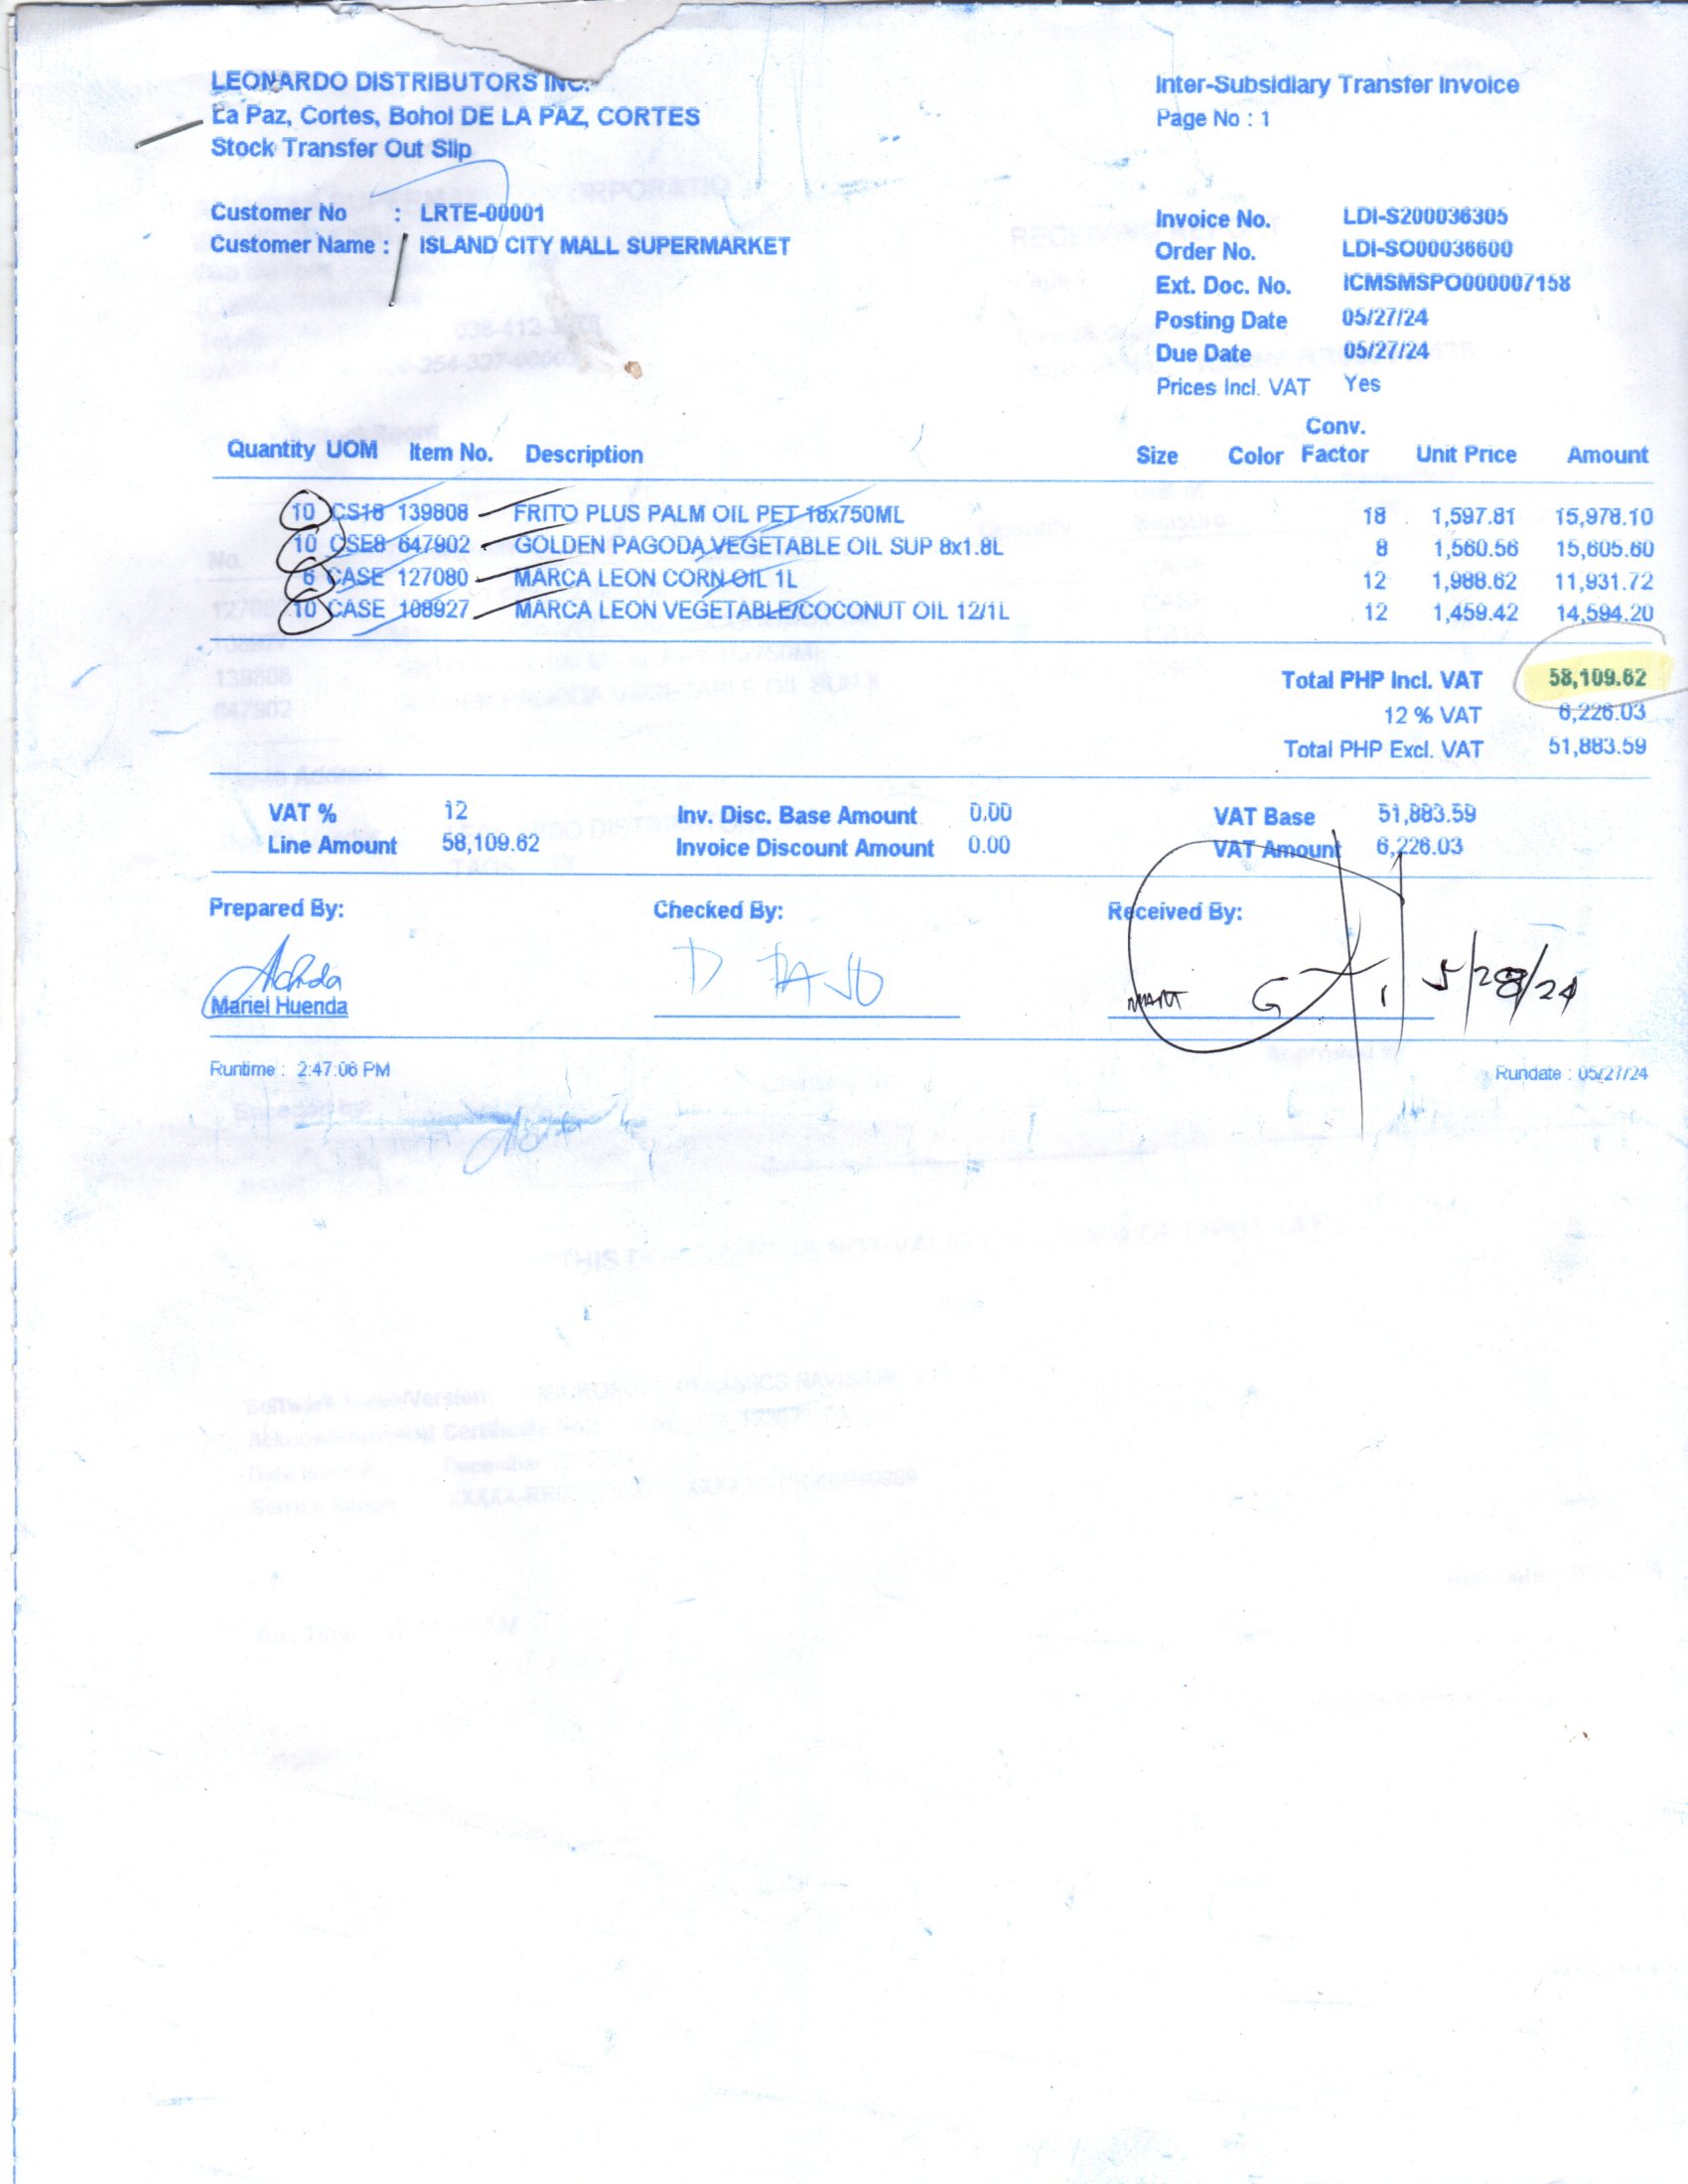 LEONARDO DISTRIBUTORS INC.
La Paz, Cortes, Bohol DE LA PAZ, CORTES
Stock Transfer Out Slip
Inter-Subsidiary Transfer Invoice
Page No : 1
Customer No : LRTE-00001
Customer Name : ISLAND CITY MALL SUPERMARKET
Invoice No. LDI-S200036305
Order No. LDI-SO00036600
Ext. Doc. No. ICMSMSPO000007158
Posting Date 05/27/24
Due Date 05/27/24
Prices Incl. VAT Yes
Quantity UOM Item No. Description Size Color Conv. Factor Unit Price Amount
10 CS18 139808 FRITO PLUS PALM OIL PET 18x750ML 18 1,597.81 15,978.10
10 CSE8 647902 GOLDEN PAGODA VEGETABLE OIL SUP 8x1.8L 8 1,560.56 15,605.60
6 CASE 127080 MARCA LEON CORN OIL 1L 12 1,988.62 11,931.72
10 CASE 108927 MARCA LEON VEGETABLE/COCONUT OIL 12/1L 12 1,459.42 14,594.20
Total PHP Incl. VAT 58,109.62
12 % VAT 6,226.03
Total PHP Excl. VAT 51,883.59
VAT % 12 Inv. Disc. Base Amount 0.00 VAT Base 51,883.59
Line Amount 58,109.62 Invoice Discount Amount 0.00 VAT Amount 6,226.03
Prepared By: Checked By: Received By:
5/28/24
Mariel Huenda
Runtime : 2:47:06 PM Rundate : 05/27/24